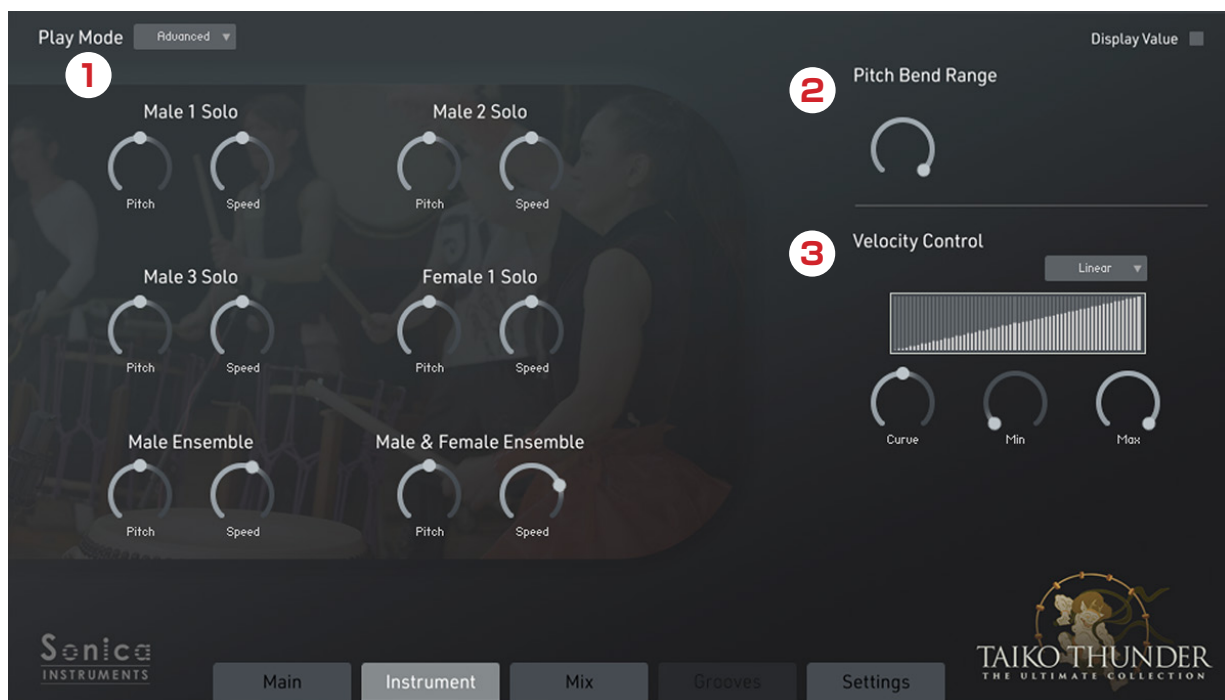 Play Mode
Advanced
Display Value
1
Male 1 Solo
Pitch
Speed
Male 2 Solo
Pitch
Speed
Male 3 Solo
Pitch
Speed
Female 1 Solo
Pitch
Speed
Male Ensemble
Pitch
Speed
Male & Female Ensemble
Pitch
Speed
2
Pitch Bend Range
3
Velocity Control
Linear
Curve
Min
Max
Sonica
INSTRUMENTS
Main
Instrument
Mix
Grooves
Settings
TAIKO THUNDER
THE ULTIMATE COLLECTION